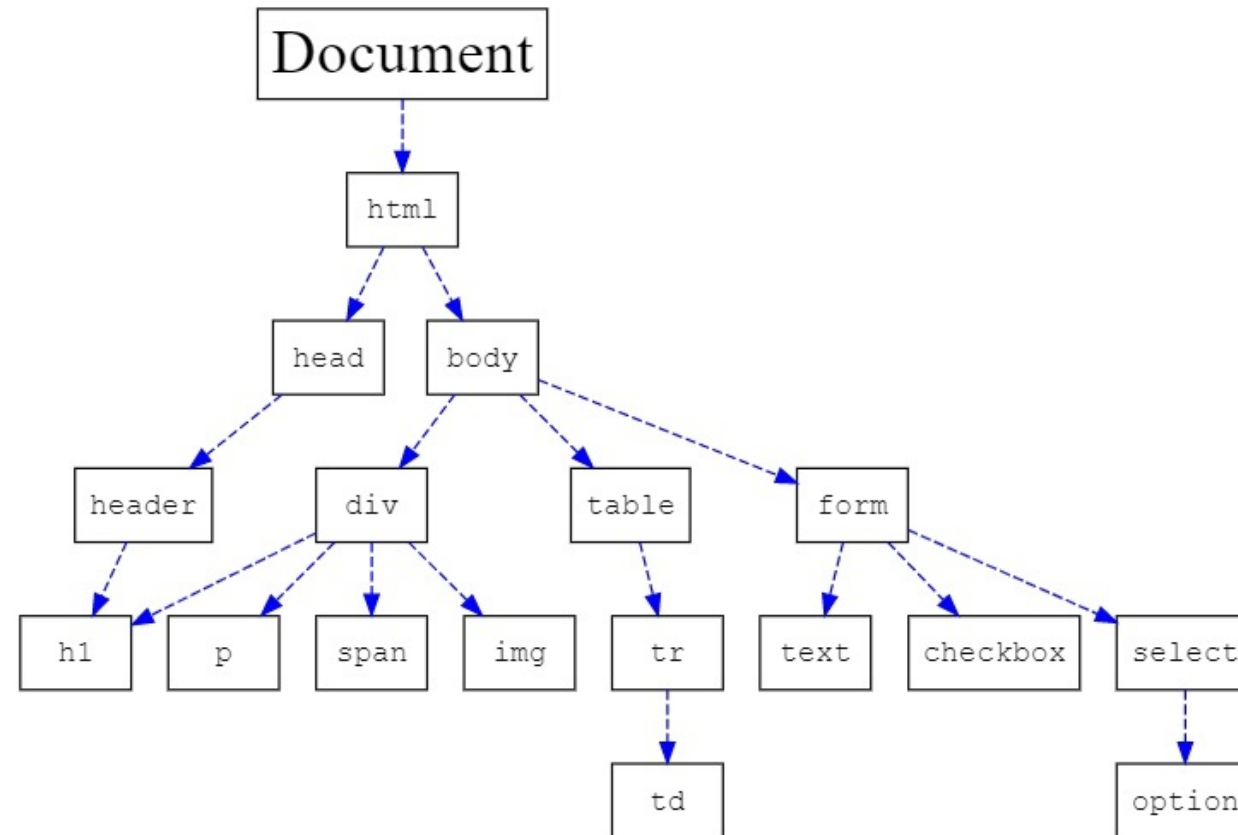 Document
html
head
body
header
div
table
form
h1
p
span
img
tr
text
checkbox
select
td
option